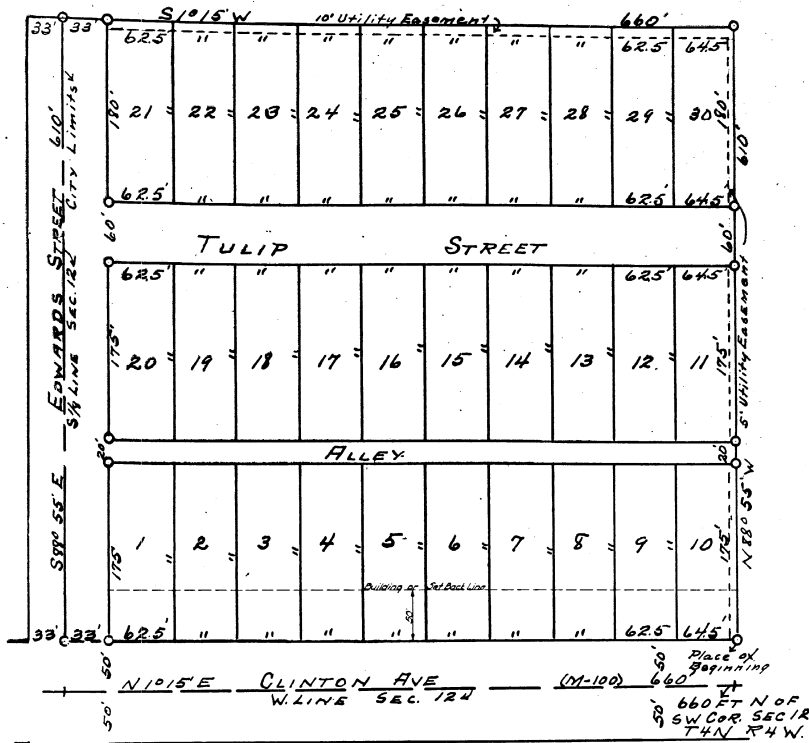 33' 33' S 1° 15' W 10' Utility Easement 660'
62.5 " " " " " " " 62.5 64.5
180' 21 " 22 " 23 " 24 " 25 " 26 " 27 " 28 " 29 " 30 180' 610'
62.5' " " " " " " " 62.5' 64.5'
60' TULIP STREET 60'
62.5' " " " " " " " 62.5' 64.5'
175' 20 " 19 " 18 " 17 " 16 " 15 " 14 " 13 " 12 " 11 175'
20' ALLEY 20'
175' 1 " 2 " 3 " 4 " 5 " 6 " 7 " 8 " 9 " 10 175'
Building or Set Back Line
50'
33' 33' 62.5' " " " " " " " 62.5 64.5'
EDWARDS STREET 610'
LINE SEC. 12 CITY LIMITS
55' E
5' Utility Easement
N 88° 55' W
Place of Beginning
50' 50'
N 1° 15' E CLINTON AVE (M-100) 660'
W. LINE SEC. 12
50' 50'
660 FT N OF
SW COR. SEC 12
T4N R4W.